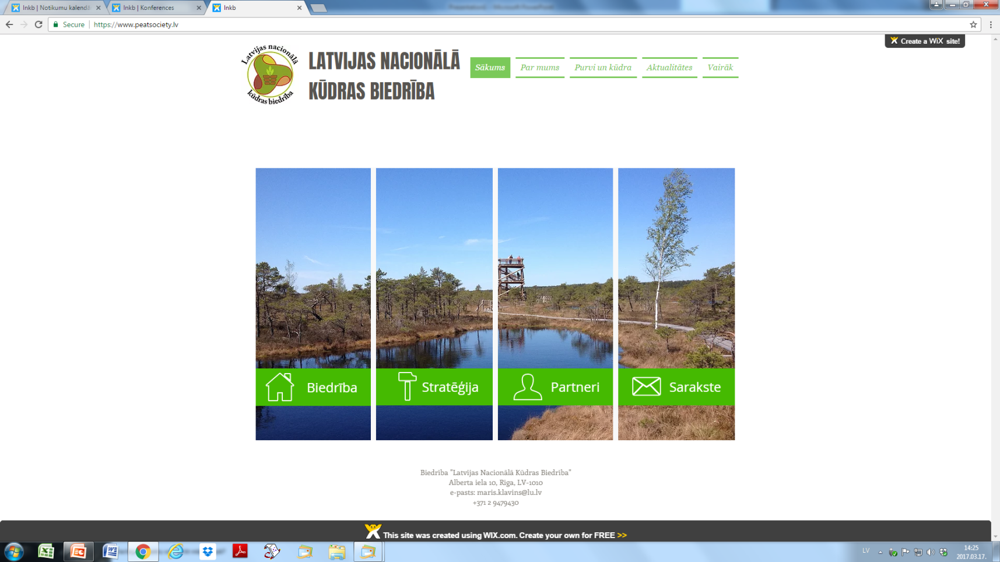 lnkb | Notikumu kalendā
lnkb | Konferences
lnkb
Secure
https://www.peatsociety.lv
Create a WiX site!
Latvijas nacionālā
kūdras biedrība
LATVIJAS NACIONĀLĀ
KŪDRAS BIEDRĪBA
Sākums
Par mums
Purvi un kūdra
Aktualitātes
Vairāk
Biedrība
Stratēģija
Partneri
Sarakste
Biedrība "Latvijas Nacionālā Kūdras Biedrība"
Alberta iela 10, Rīga, LV-1010
e-pasts: maris.klavins@lu.lv
+371 2 9479430
This site was created using WIX.com. Create your own for FREE >>
LV
14:25
2017.03.17.